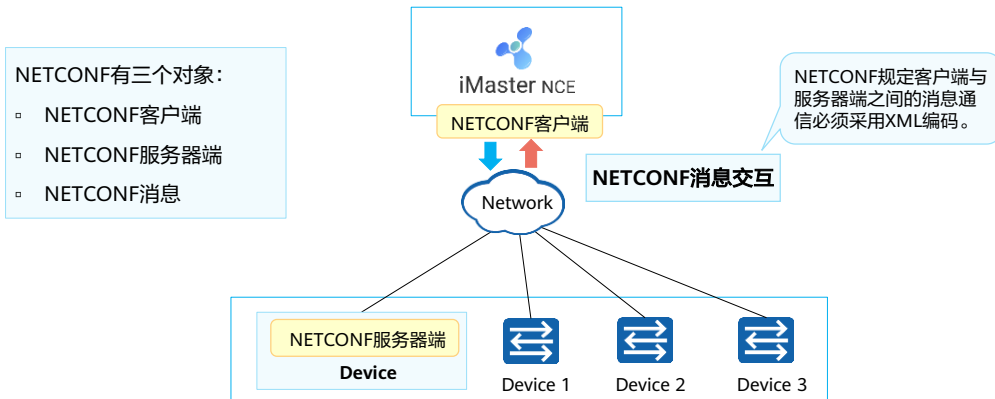 NETCONF有三个对象：
▫ NETCONF客户端
▫ NETCONF服务器端
▫ NETCONF消息
iMaster NCE
NETCONF客户端
NETCONF规定客户端与
服务器端之间的消息通
信必须采用XML编码。
NETCONF消息交互
Network
NETCONF服务器端
Device
Device 1
Device 2
Device 3